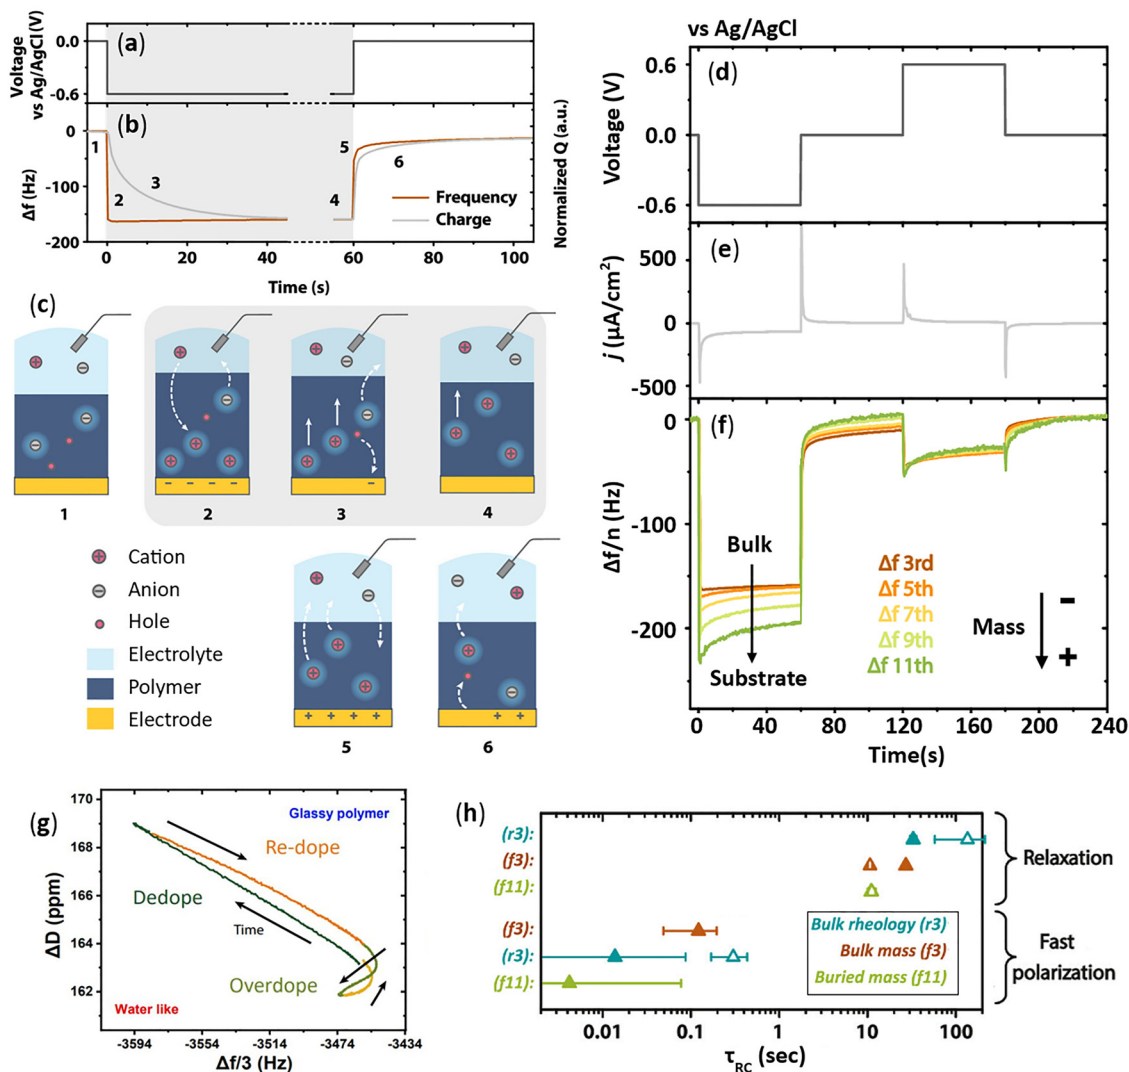 (a)
Voltage
vs Ag/AgCl (V)
0.0
-0.6
(b)
0
-100
-200
Δf (Hz)
Normalized Q (a.u.)
1
2
3
4
5
6
Frequency
Charge
0
20
40
60
80
100
Time (s)
(c)
1
2
3
4
Cation
Anion
Hole
Electrolyte
Polymer
Electrode
5
6
vs Ag/AgCl
(d)
Voltage (V)
0.6
0.0
-0.6
(e)
j (μA/cm²)
500
0
-500
(f)
Δf/n (Hz)
0
-100
-200
Bulk
Substrate
Δf 3rd
Δf 5th
Δf 7th
Δf 9th
Δf 11th
Mass
-
+
0
40
80
120
160
200
240
Time(s)
(g)
ΔD (ppm)
170
168
166
164
162
Glassy polymer
Re-dope
Dedope
Time
Overdope
Water like
-3594
-3554
-3514
-3474
-3434
Δf/3 (Hz)
(h)
(r3):
(f3):
(f11):
Relaxation
(f3):
(r3):
(f11):
Bulk rheology (r3)
Bulk mass (f3)
Buried mass (f11)
Fast
polarization
0.01
0.1
1
10
100
τRC (sec)